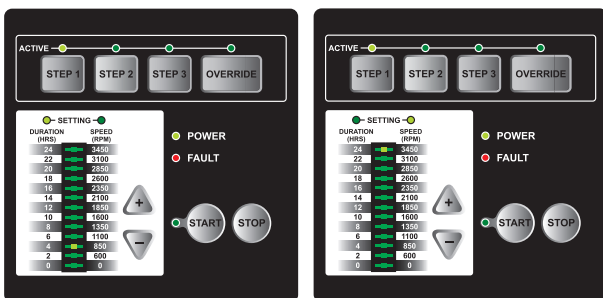 ACTIVE
STEP 1 STEP 2 STEP 3 OVERRIDE
SETTING
DURATION SPEED
(HRS) (RPM)
24 3450
22 3100
20 2850
18 2600
16 2350
14 2100
12 1850
10 1600
8 1350
6 1100
4 850
2 600
0 0
+
−
POWER
FAULT
START STOP
ACTIVE
STEP 1 STEP 2 STEP 3 OVERRIDE
SETTING
DURATION SPEED
(HRS) (RPM)
24 3450
22 3100
20 2850
18 2600
16 2350
14 2100
12 1850
10 1600
8 1350
6 1100
4 850
2 600
0 0
+
−
POWER
FAULT
START STOP